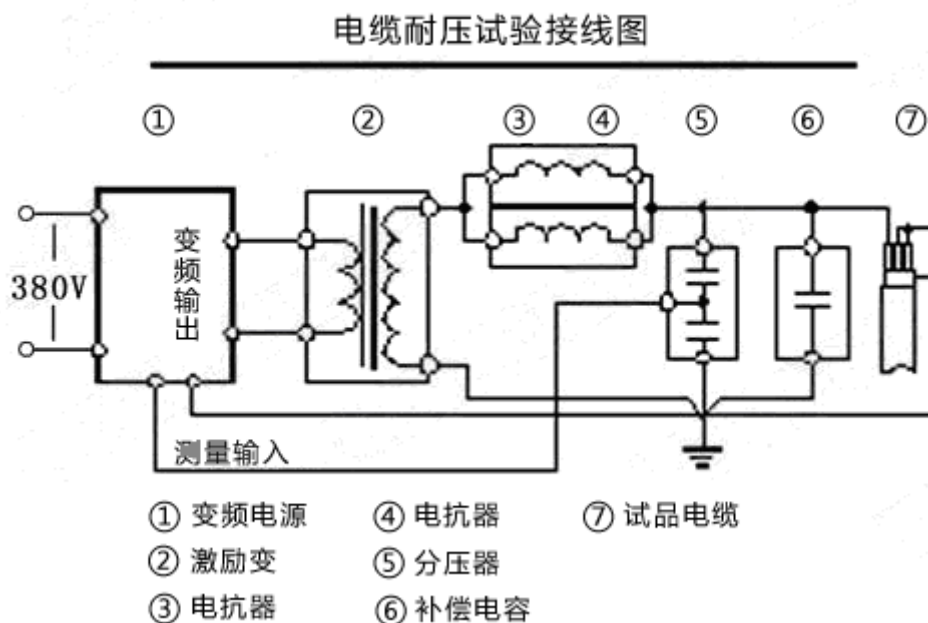 电缆耐压试验接线图
① ② ③ ④ ⑤ ⑥ ⑦
380V
变频输出
测量输入
① 变频电源 ④ 电抗器 ⑦ 试品电缆
② 激励变 ⑤ 分压器
③ 电抗器 ⑥ 补偿电容